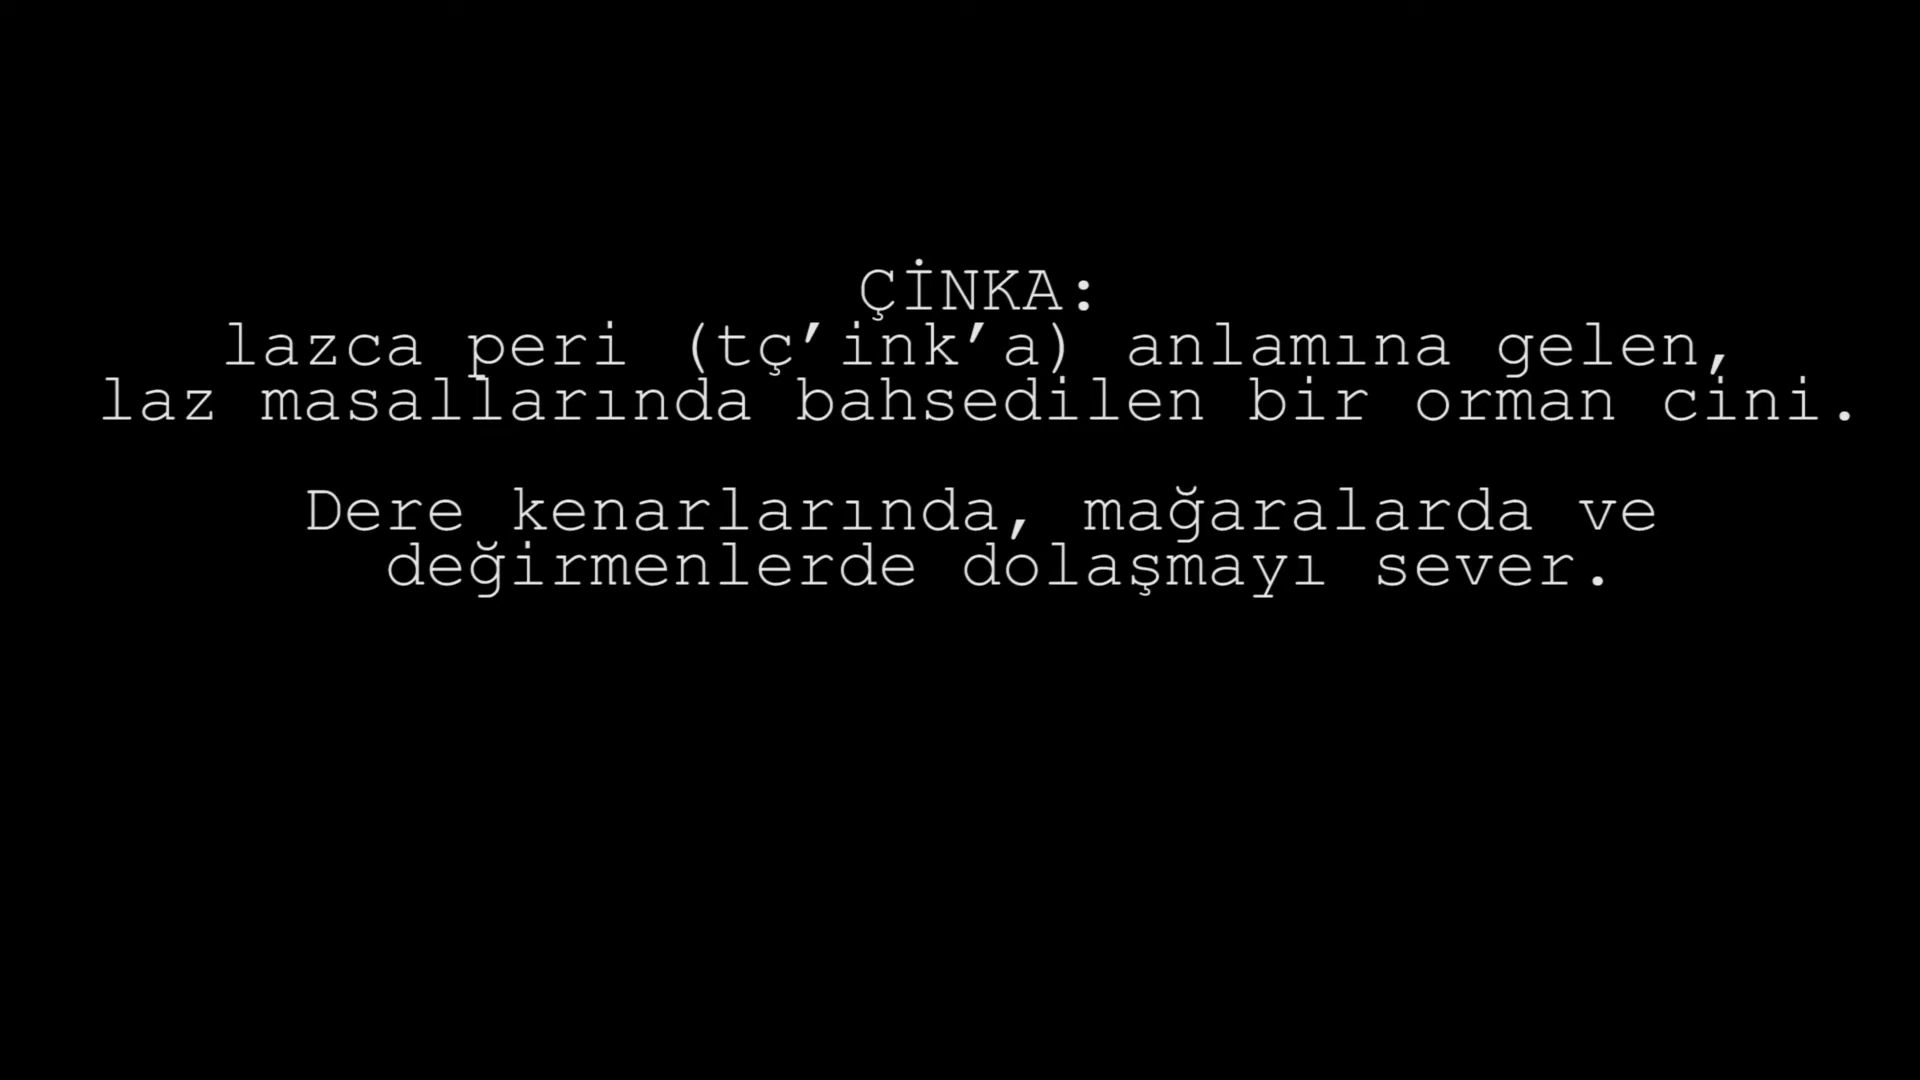 ÇİNKA:
lazca peri (tç’ink’a) anlamına gelen,
laz masallarında bahsedilen bir orman cini.
Dere kenarlarında, mağaralarda ve
değirmenlerde dolaşmayı sever.